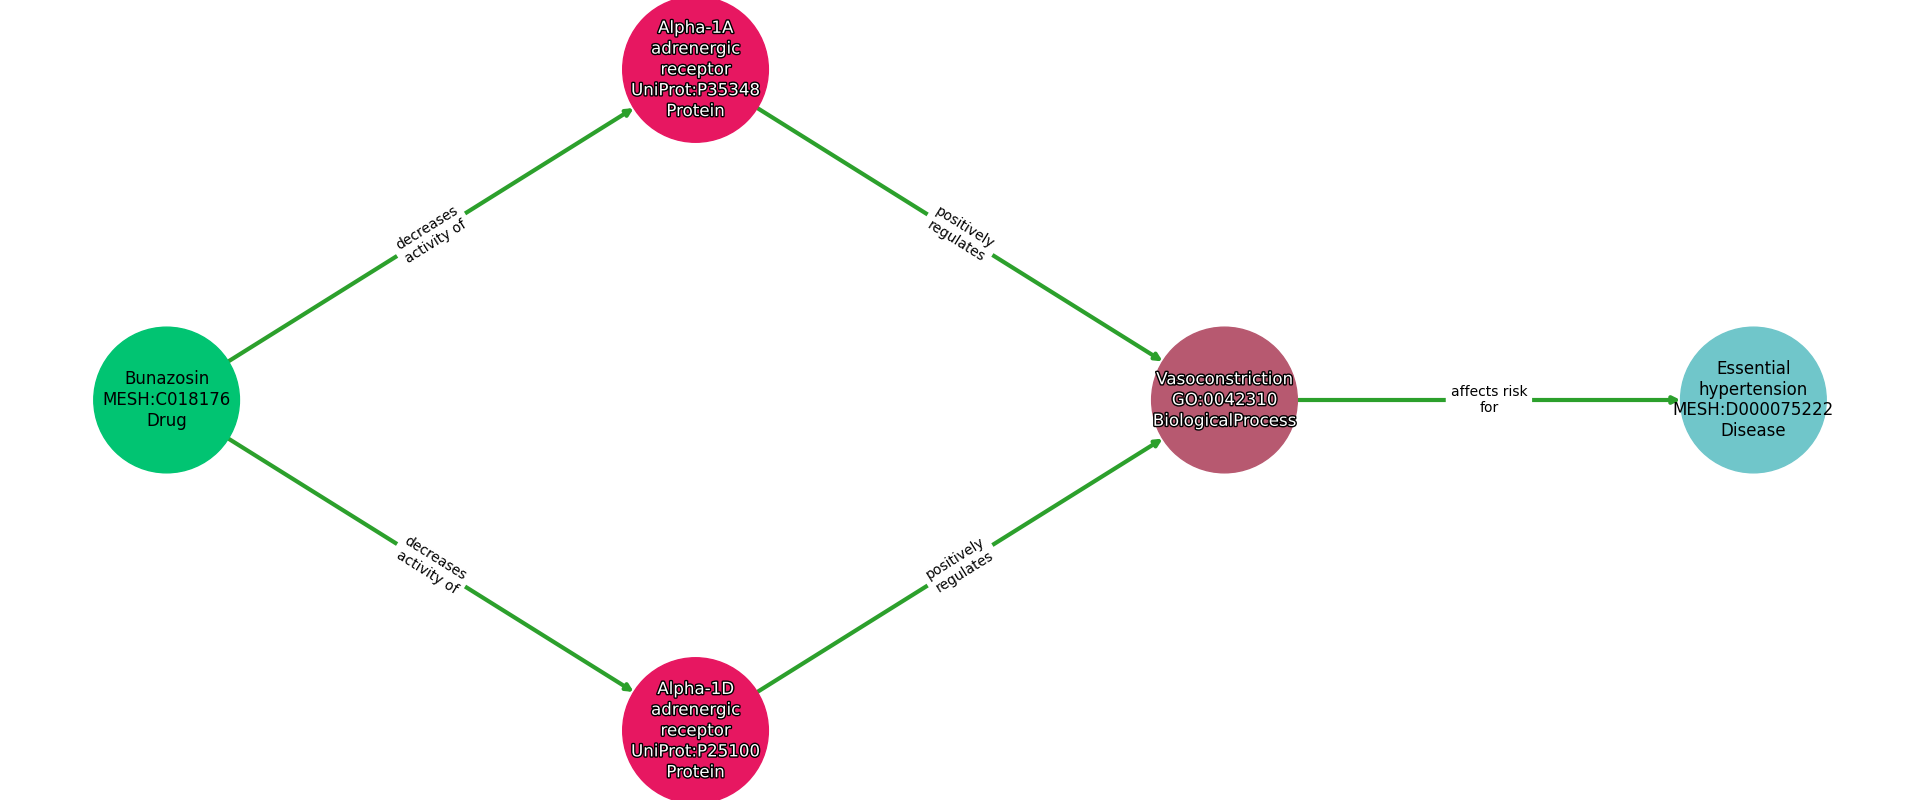 Alpha-1A
adrenergic
receptor
UniProt:P35348
Protein
decreases
activity of
positively
regulates
Bunazosin
MESH:C018176
Drug
Vasoconstriction
GO:0042310
BiologicalProcess
affects risk
for
Essential
hypertension
MESH:D000075222
Disease
decreases
activity of
positively
regulates
Alpha-1D
adrenergic
receptor
UniProt:P25100
Protein